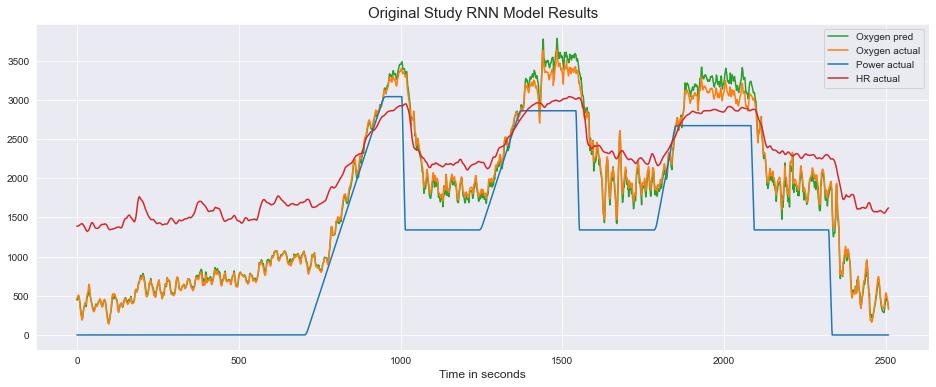 Original Study RNN Model Results
Oxygen pred
Oxygen actual
Power actual
HR actual
3500
3000
2500
2000
1500
1000
500
0
0 500 1000 1500 2000 2500
Time in seconds